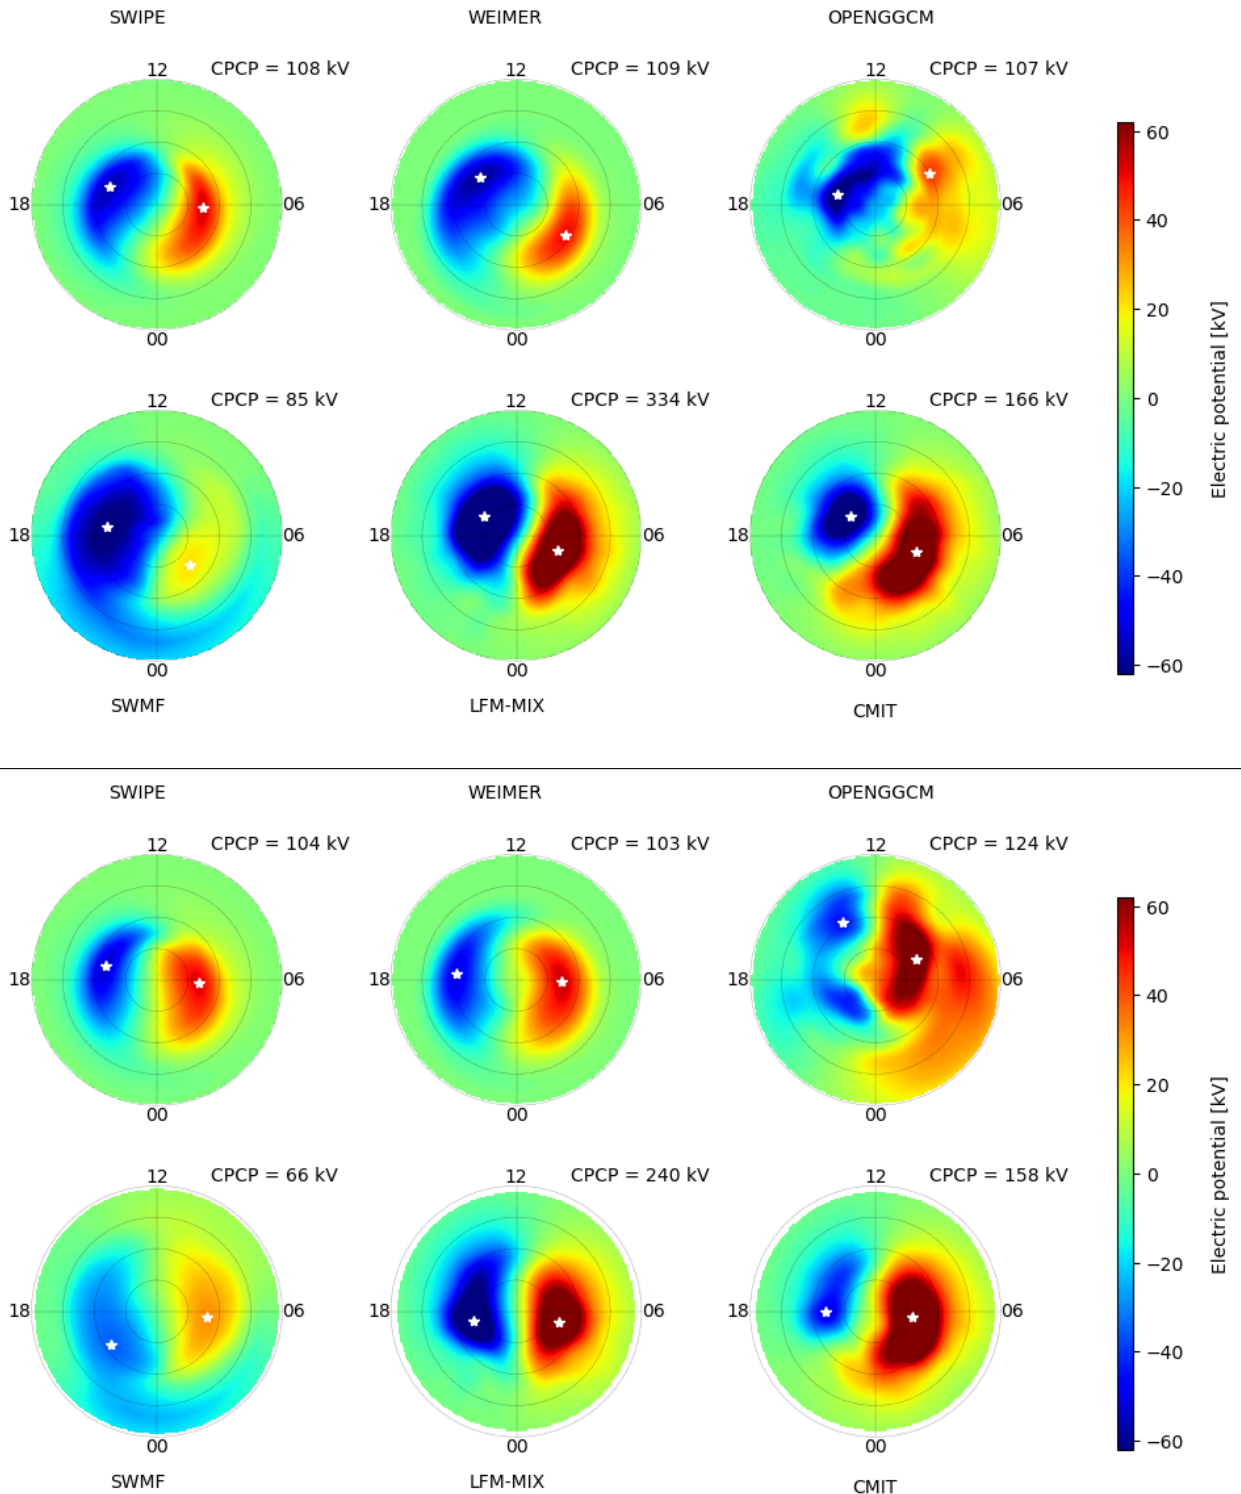 SWIPE WEIMER OPENGGCM
12 CPCP = 108 kV 12 CPCP = 109 kV 12 CPCP = 107 kV
60
40
20
0
−20
−40
−60
Electric potential [kV]
18 06 18 06 18 06
00 00 00
12 CPCP = 85 kV 12 CPCP = 334 kV 12 CPCP = 166 kV
18 06 18 06 18 06
00 00 00
SWMF LFM-MIX CMIT
SWIPE WEIMER OPENGGCM
12 CPCP = 104 kV 12 CPCP = 103 kV 12 CPCP = 124 kV
60
40
20
0
−20
−40
−60
Electric potential [kV]
18 06 18 06 18 06
00 00 00
12 CPCP = 66 kV 12 CPCP = 240 kV 12 CPCP = 158 kV
18 06 18 06 18 06
00 00 00
SWMF LFM-MIX CMIT